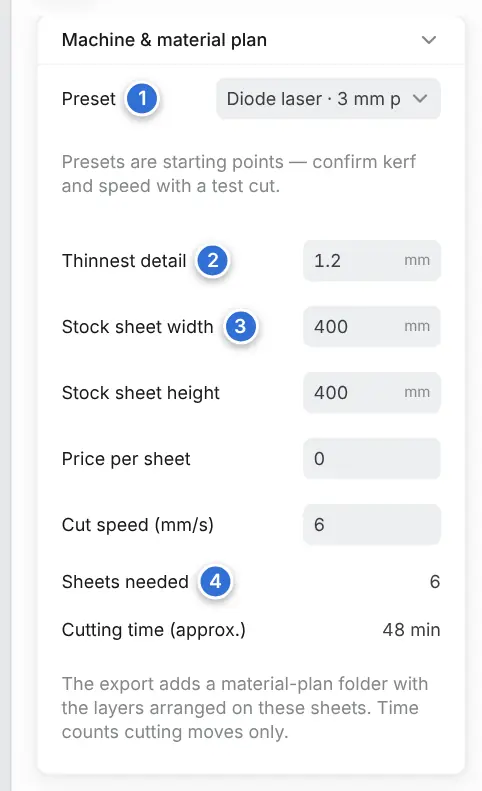 Machine & material plan
Preset 1 Diode laser · 3 mm p
Presets are starting points — confirm kerf
and speed with a test cut.
Thinnest detail 2 1.2 mm
Stock sheet width 3 400 mm
Stock sheet height 400 mm
Price per sheet 0
Cut speed (mm/s) 6
Sheets needed 4 6
Cutting time (approx.) 48 min
The export adds a material-plan folder with
the layers arranged on these sheets. Time
counts cutting moves only.